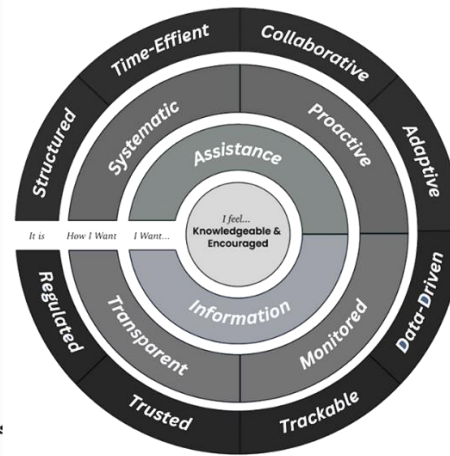 Time-Effient
Collaborative
Structured
Adaptive
Systematic
Proactive
Assistance
I feel...
Knowledgeable &
Encouraged
It is
How I Want
I Want...
Information
Transparent
Monitored
Regulated
Data-Driven
Trusted
Trackable